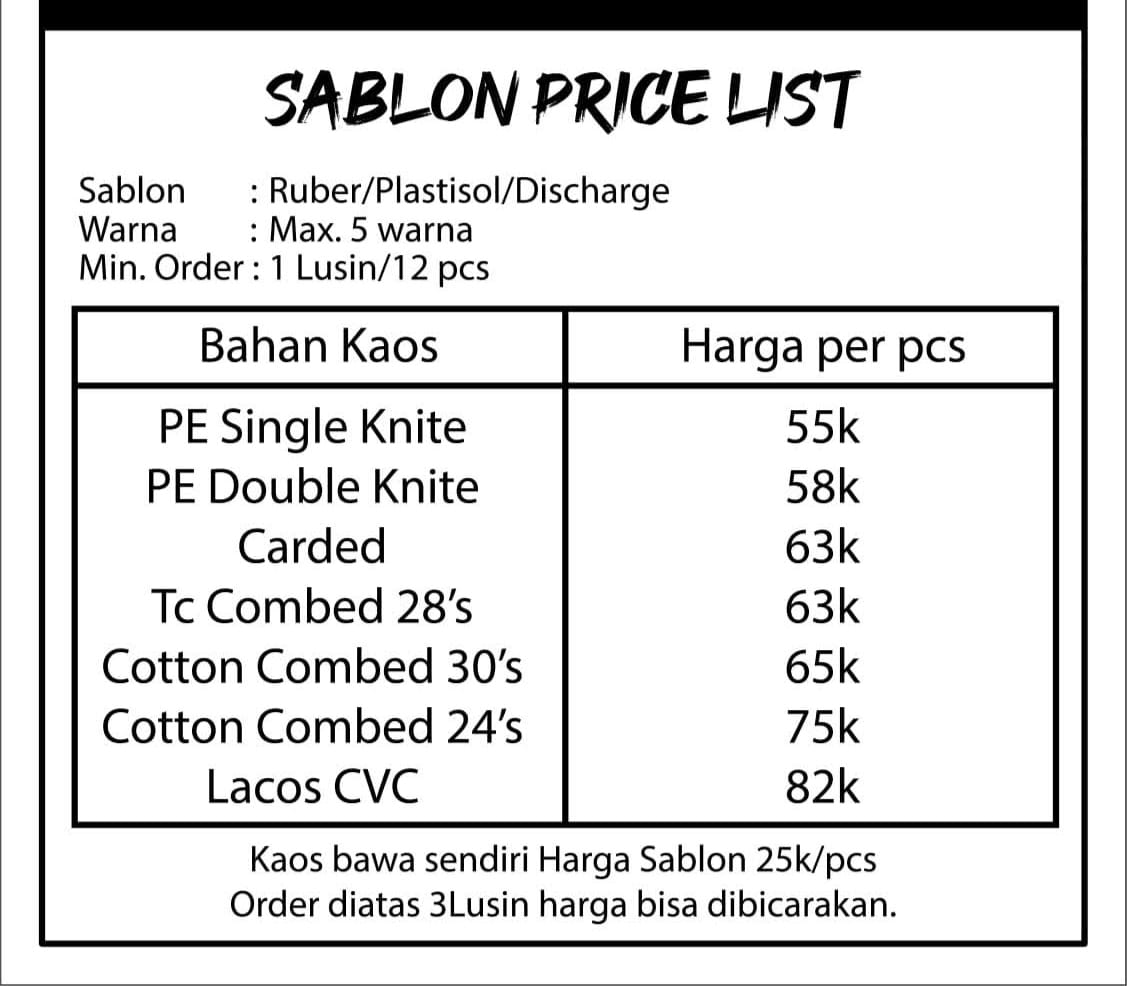 SABLON PRICE LIST
Sablon : Ruber/Plastisol/Discharge
Warna : Max. 5 warna
Min. Order : 1 Lusin/12 pcs
Bahan Kaos Harga per pcs
PE Single Knite 55k
PE Double Knite 58k
Carded 63k
Tc Combed 28’s 63k
Cotton Combed 30’s 65k
Cotton Combed 24’s 75k
Lacos CVC 82k
Kaos bawa sendiri Harga Sablon 25k/pcs
Order diatas 3Lusin harga bisa dibicarakan.